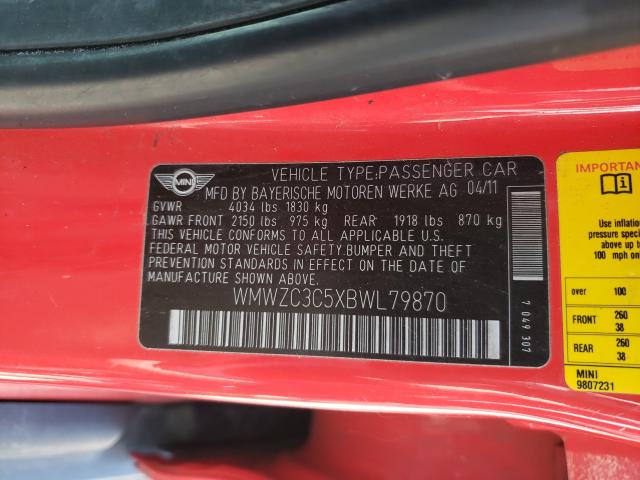 MINI
VEHICLE TYPE:PASSENGER CAR
MFD BY BAYERISCHE MOTOREN WERKE AG 04/11
GVWR 4034 lbs 1830 kg
GAWR FRONT 2150 lbs 975 kg REAR 1918 lbs 870 kg
THIS VEHICLE CONFORMS TO ALL APPLICABLE U.S.
FEDERAL MOTOR VEHICLE SAFETY.BUMPER AND THEFT
PREVENTION STANDARDS IN EFFECT ON THE DATE OF
MANUFACTURE SHOWN ABOVE.
WMWZC3C5XBWL79870
7 049 307
IMPORTAN
Use inflation
pressure specif
above up to
100 mph on
over 100
FRONT 260
38
REAR 260
38
MINI
9807231